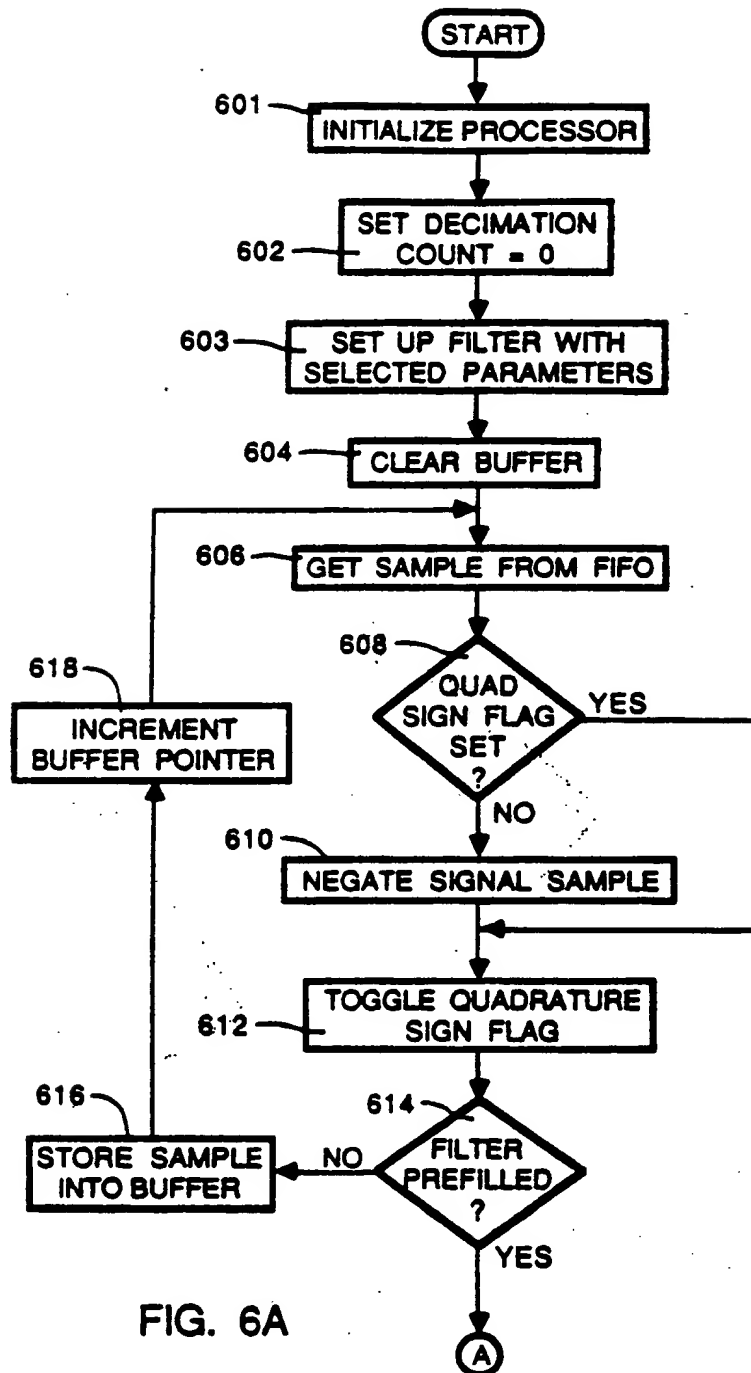 START
601
INITIALIZE PROCESSOR
SET DECIMATION
COUNT = 0
602
603
SET UP FILTER WITH
SELECTED PARAMETERS
604
CLEAR BUFFER
606
GET SAMPLE FROM FIFO
608
QUAD
SIGN FLAG
SET
?
YES
NO
618
INCREMENT
BUFFER POINTER
610
NEGATE SIGNAL SAMPLE
TOGGLE QUADRATURE
SIGN FLAG
612
614
FILTER
PREFILLED
?
NO
YES
616
STORE SAMPLE
INTO BUFFER
FIG. 6A
A